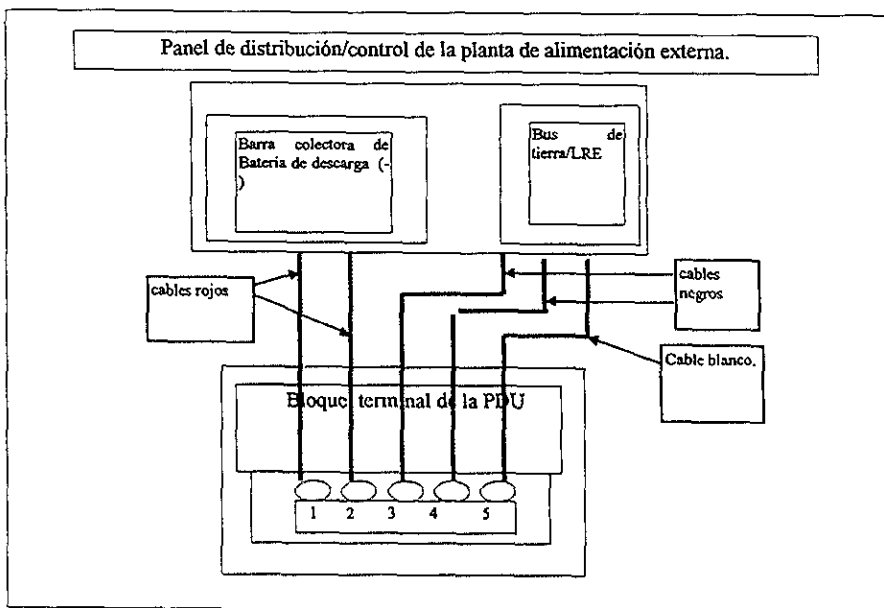 Panel de distribución/control de la planta de alimentación externa.
Barra colectora de
Bateria de descarga (-
)
Bus de
tierra/LRE
cables rojos
cables
negros
Cable blanco.
Bloque terminal de la PDU
1 2 3 4 5